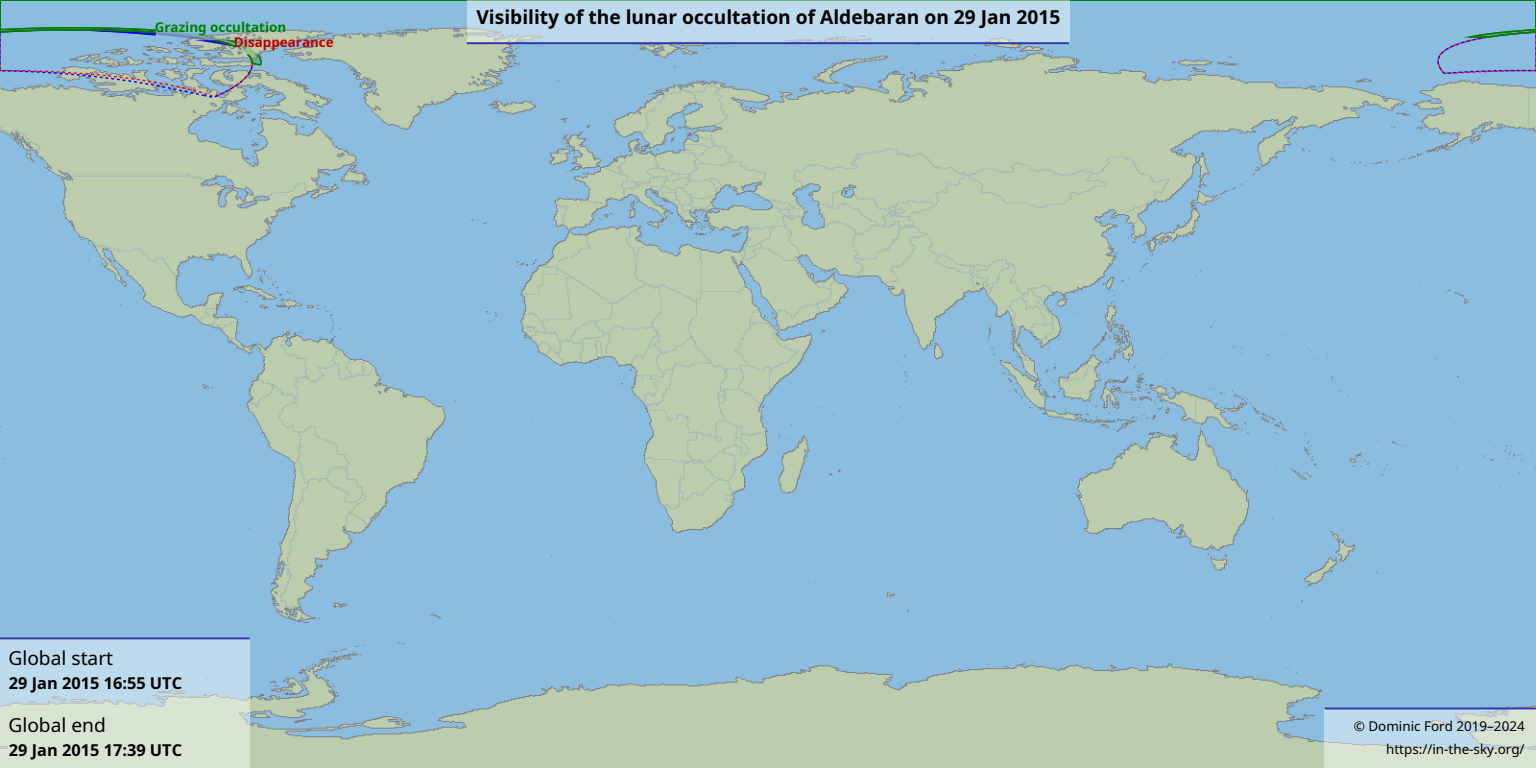 Visibility of the lunar occultation of Aldebaran on 29 Jan 2015
Grazing occultation
Disappearance
Global start
29 Jan 2015 16:55 UTC
Global end
29 Jan 2015 17:39 UTC
© Dominic Ford 2019–2024
https://in-the-sky.org/